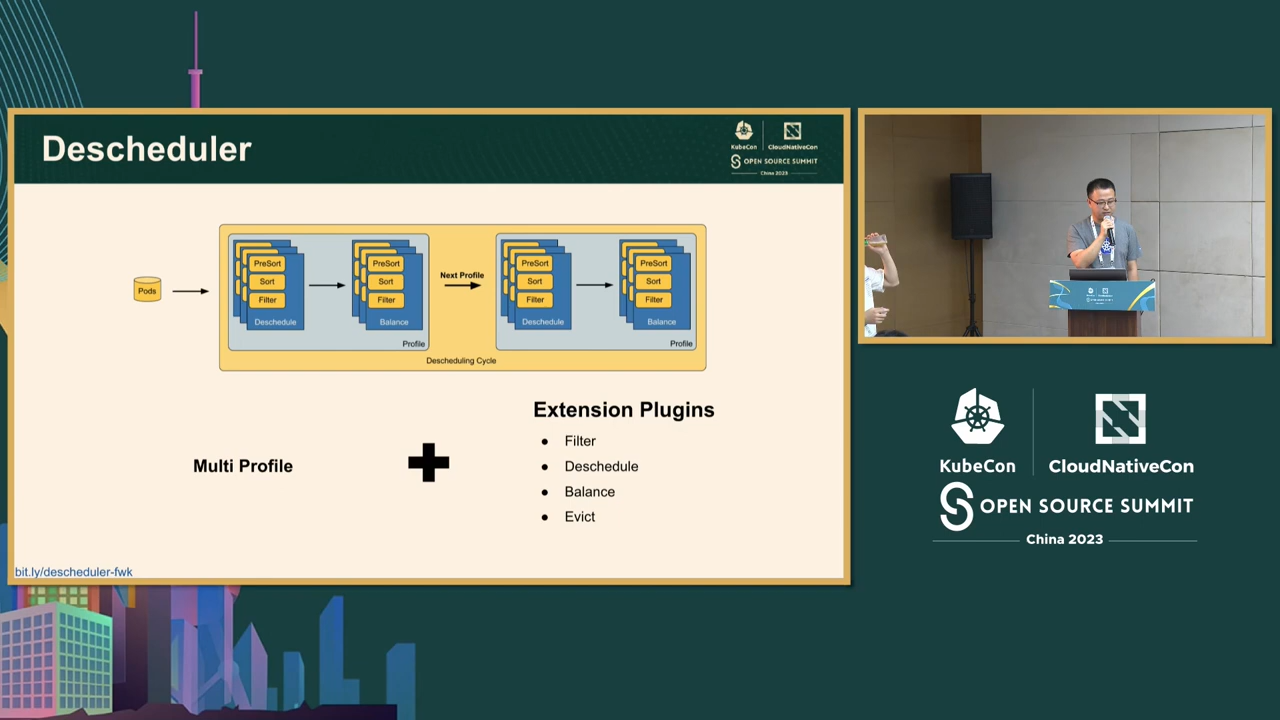 Descheduler
KubeCon
CloudNativeCon
OPEN SOURCE SUMMIT
China 2023
Pods
PreSort
Sort
Filter
Deschedule
PreSort
Sort
Filter
Balance
Profile
Next Profile
PreSort
Sort
Filter
Deschedule
PreSort
Sort
Filter
Balance
Profile
Descheduling Cycle
Multi Profile
Extension Plugins
● Filter
● Deschedule
● Balance
● Evict
bit.ly/descheduler-fwk
KubeCon
CloudNativeCon
OPEN SOURCE SUMMIT
China 2023